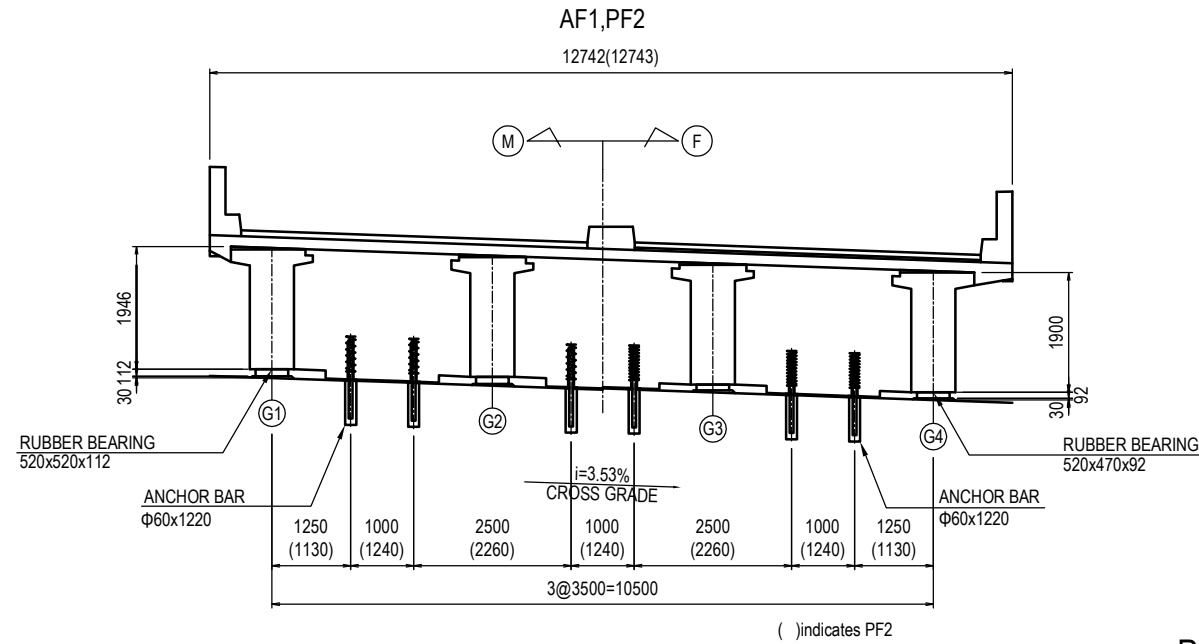 AF1,PF2
12742(12743)
M
F
1946
112
30
1900
92
30
G1
G2
G3
G4
RUBBER BEARING
520x520x112
RUBBER BEARING
520x470x92
i=3.53%
CROSS GRADE
ANCHOR BAR
Φ60x1220
ANCHOR BAR
Φ60x1220
1250 1000 2500 1000 2500 1000 1250
(1130) (1240) (2260) (1240) (2260) (1240) (1130)
3@3500=10500
( )indicates PF2